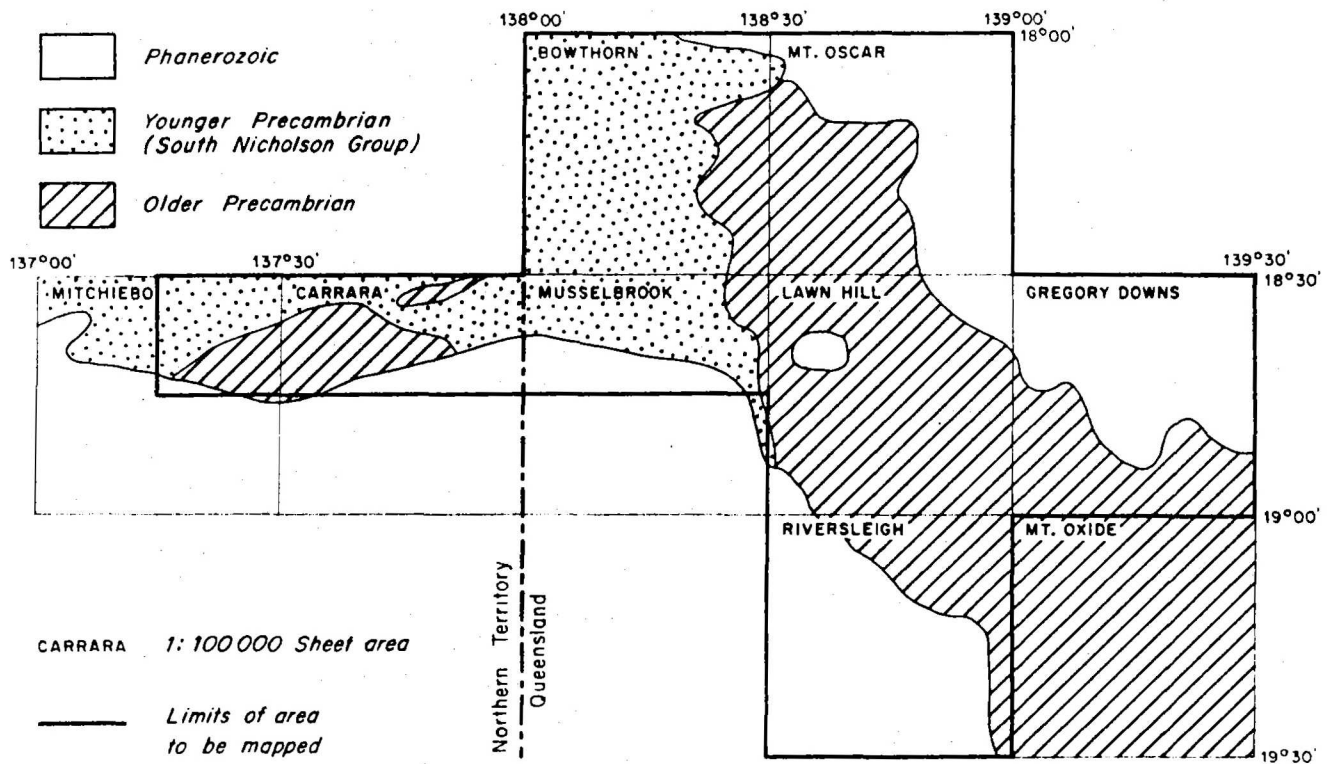 138°00'
138°30'
139°00'
18°00'
Phanerozoic
Younger Precambrian
(South Nicholson Group)
Older Precambrian
BOWTHORN
MT. OSCAR
137°00'
137°30'
139°30'
18°30'
MITCHIEBO
CARRARA
MUSSELBROOK
LAWN HILL
GREGORY DOWNS
19°00'
RIVERSLEIGH
MT. OXIDE
CARRARA
1: 100 000 Sheet area
Limits of area
to be mapped
Northern Territory
Queensland
19°30'